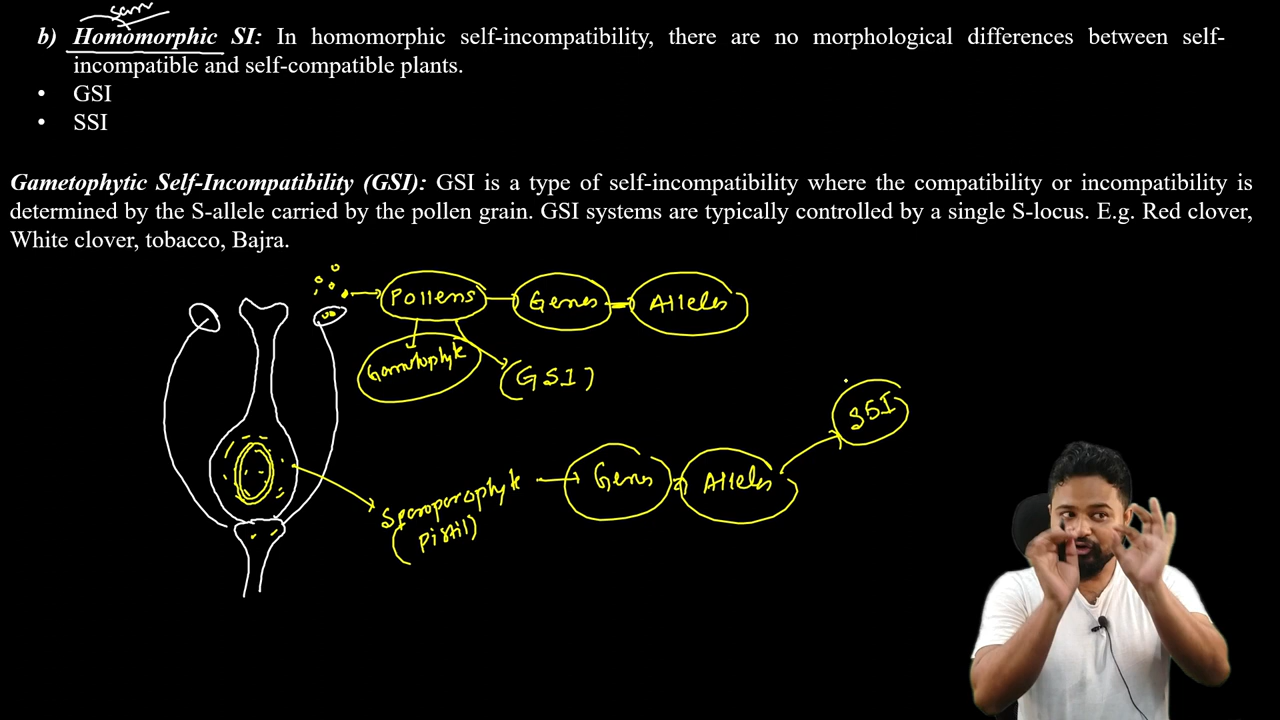 Sam
b) Homomorphic SI: In homomorphic self-incompatibility, there are no morphological differences between self-
incompatible and self-compatible plants.
• GSI
• SSI
Gametophytic Self-Incompatibility (GSI): GSI is a type of self-incompatibility where the compatibility or incompatibility is
determined by the S-allele carried by the pollen grain. GSI systems are typically controlled by a single S-locus. E.g. Red clover,
White clover, tobacco, Bajra.
Pollens Genes Alleles
Gametophyte
(GSI)
SSI
Genes Alleles
(Pistil)